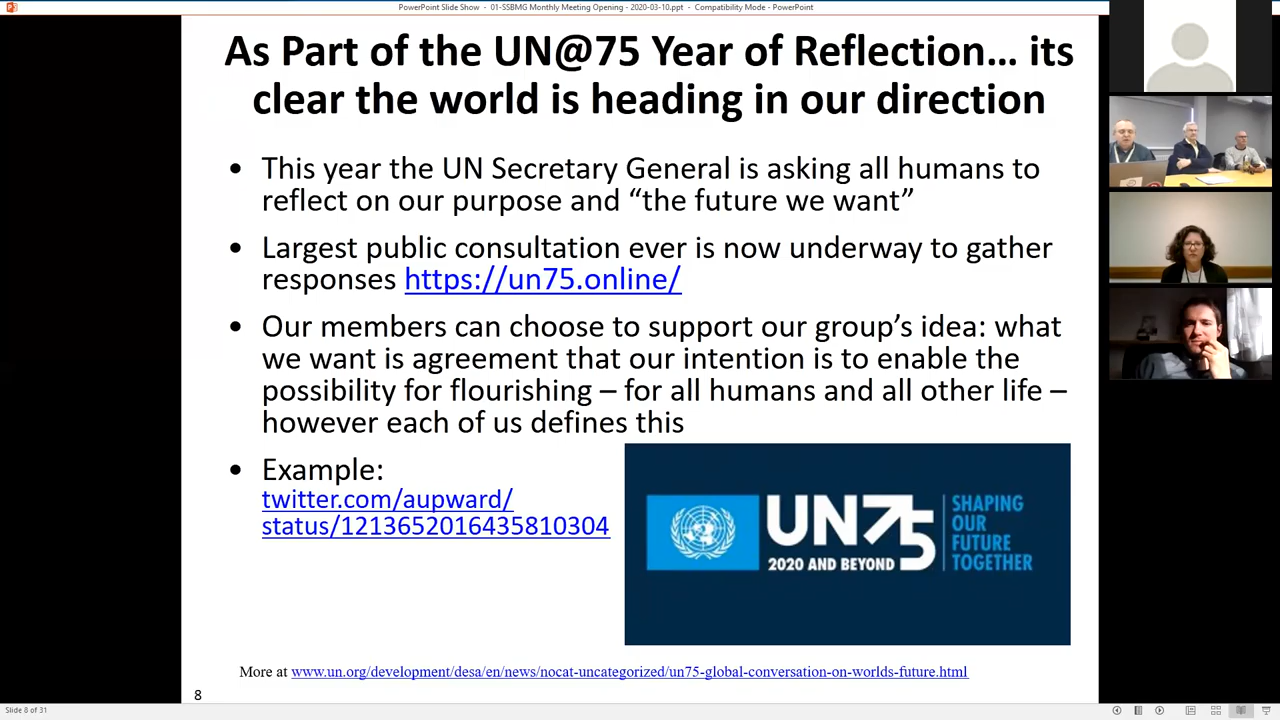 PowerPoint Slide Show - 01-SSBMG Monthly Meeting Opening - 2020-03-10.ppt - Compatibility Mode - PowerPoint
As Part of the UN@75 Year of Reflection… its
clear the world is heading in our direction
• This year the UN Secretary General is asking all humans to
reflect on our purpose and “the future we want”
• Largest public consultation ever is now underway to gather
responses https://un75.online/
• Our members can choose to support our group’s idea: what
we want is agreement that our intention is to enable the
possibility for flourishing – for all humans and all other life –
however each of us defines this
• Example:
twitter.com/aupward/
status/1213652016435810304
UN75
2020 AND BEYOND
SHAPING
OUR
FUTURE
TOGETHER
More at www.un.org/development/desa/en/news/nocat-uncategorized/un75-global-conversation-on-worlds-future.html
8
Slide 8 of 31